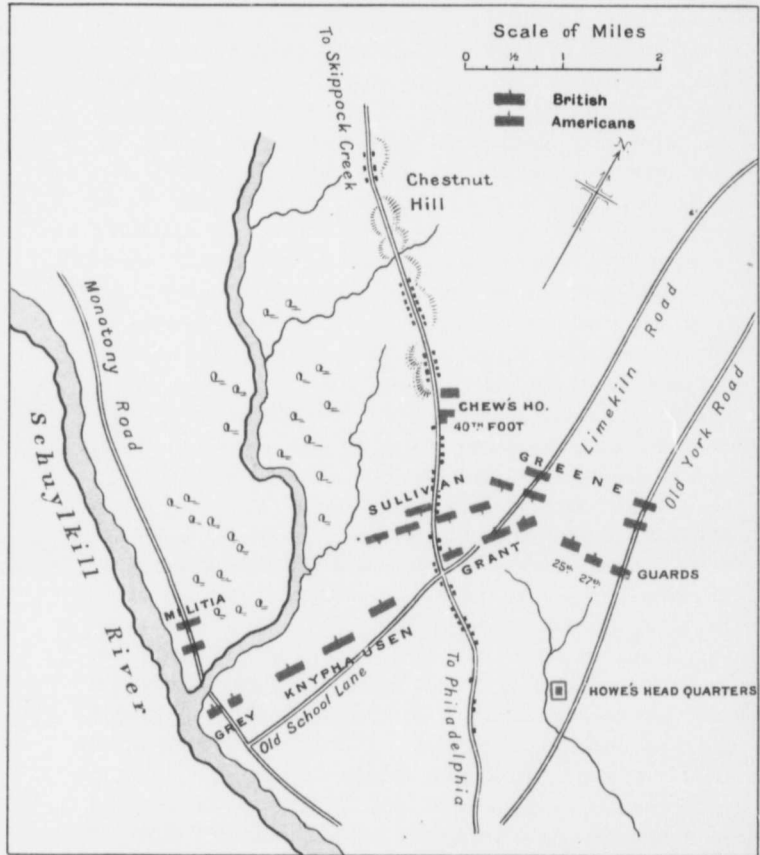 Scale of Miles
0 ½ 1 2
British
Americans
N
To Skippack Creek
Chestnut
Hill
Monatony
Road
Limekiln Road
Old York Road
CHEW'S HO.
40TH FOOT
GREENE
SULLIVAN
GRANT
25th 27th
GUARDS
Schuylkill
River
MILITIA
KNYPHAUSEN
GREY
Old School Lane
To Philadelphia
HOWE'S HEAD QUARTERS